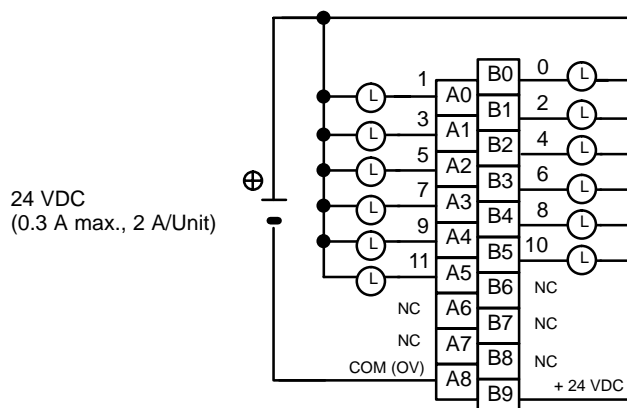 24 VDC
(0.3 A max., 2 A/Unit)
1 A0 B0 0
L L
3 A1 B1 2
L L
5 A2 B2 4
L L
7 A3 B3 6
L L
9 A4 B4 8
L L
11 A5 B5 10
L L
NC A6 B6 NC
NC A7 B7 NC
COM (OV) A8 B8 NC
B9 + 24 VDC